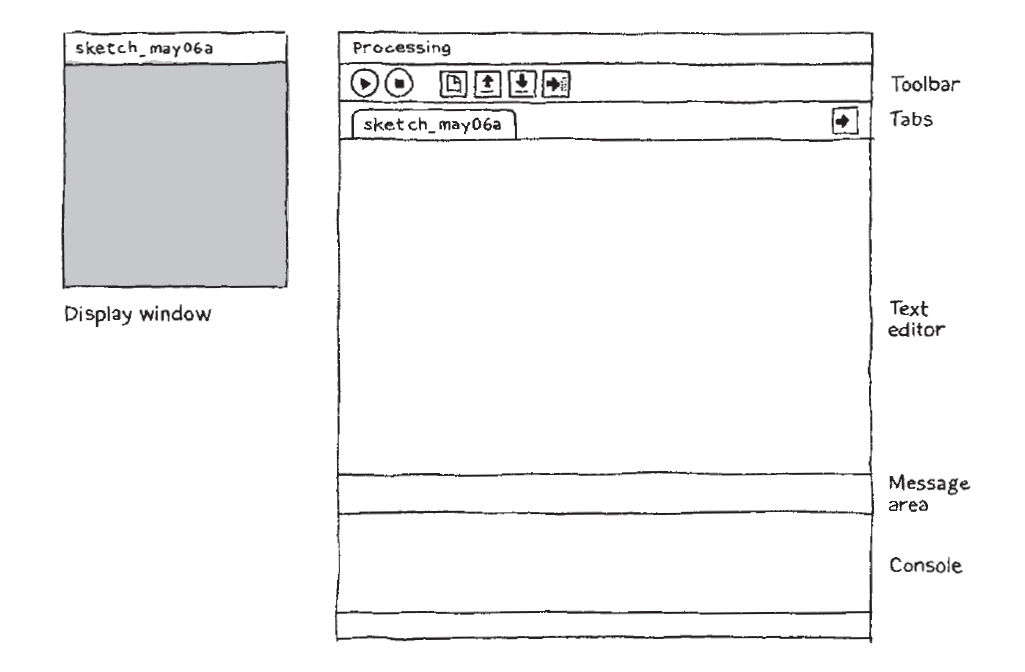 sketch_may06a
Display window
Processing
sketch_may06a
Toolbar
Tabs
Text
editor
Message
area
Console